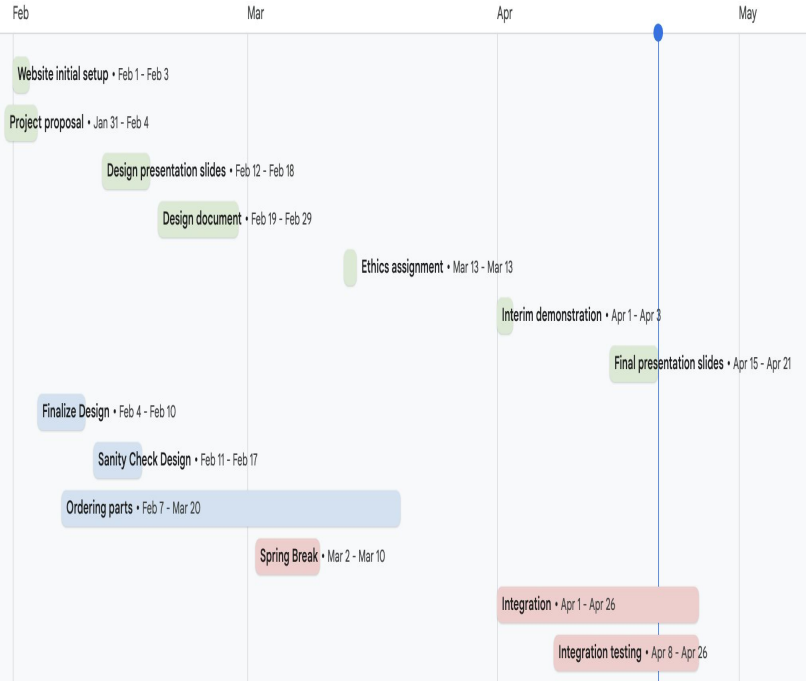 Feb Mar Apr May
Website initial setup • Feb 1 - Feb 3
Project proposal • Jan 31 - Feb 4
Design presentation slides • Feb 12 - Feb 18
Design document • Feb 19 - Feb 29
Ethics assignment • Mar 13 - Mar 13
Interim demonstration • Apr 1 - Apr 3
Final presentation slides • Apr 15 - Apr 21
Finalize Design • Feb 4 - Feb 10
Sanity Check Design • Feb 11 - Feb 17
Ordering parts • Feb 7 - Mar 20
Spring Break • Mar 2 - Mar 10
Integration • Apr 1 - Apr 26
Integration testing • Apr 8 - Apr 26